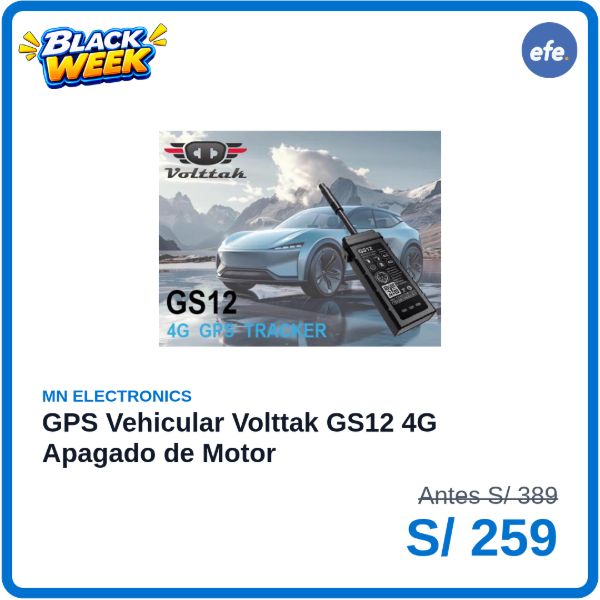 BLACK
WEEK
efe.
Volttak
GS12
GS12
4G GPS TRACKER
MN ELECTRONICS
GPS Vehicular Volttak GS12 4G
Apagado de Motor
Antes S/ 389
S/ 259